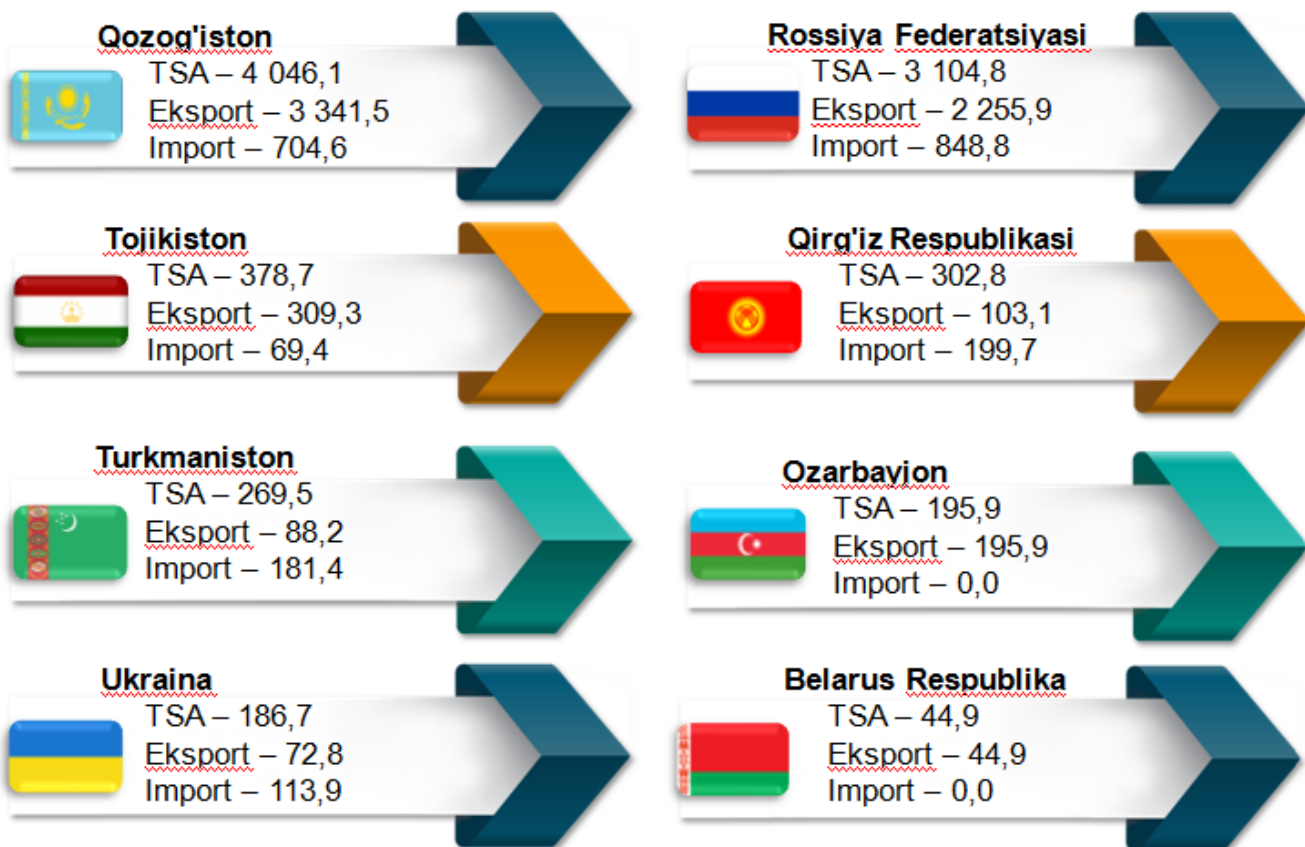 Qozog'iston
TSA – 4 046,1
Eksport – 3 341,5
Import – 704,6
Rossiya Federatsiyasi
TSA – 3 104,8
Eksport – 2 255,9
Import – 848,8
Tojikiston
TSA – 378,7
Eksport – 309,3
Import – 69,4
Qirg'iz Respublikasi
TSA – 302,8
Eksport – 103,1
Import – 199,7
Turkmaniston
TSA – 269,5
Eksport – 88,2
Import – 181,4
Ozarbayjon
TSA – 195,9
Eksport – 195,9
Import – 0,0
Ukraina
TSA – 186,7
Eksport – 72,8
Import – 113,9
Belarus Respublika
TSA – 44,9
Eksport – 44,9
Import – 0,0